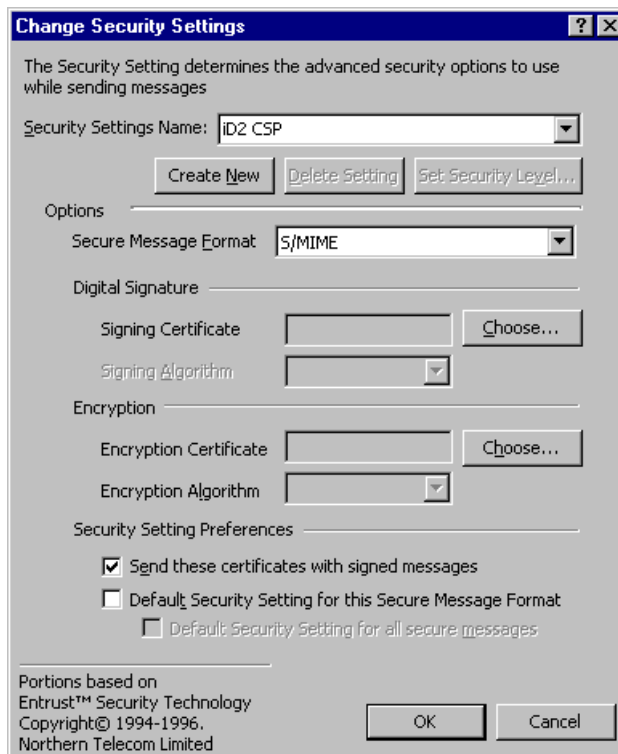 Change Security Settings
The Security Setting determines the advanced security options to use
while sending messages
Security Settings Name: iD2 CSP
Create New Delete Setting Set Security Level...
Options
Secure Message Format S/MIME
Digital Signature
Signing Certificate Choose...
Signing Algorithm
Encryption
Encryption Certificate Choose...
Encryption Algorithm
Security Setting Preferences
Send these certificates with signed messages
Default Security Setting for this Secure Message Format
Default Security Setting for all secure messages
Portions based on
Entrust™ Security Technology
Copyright© 1994-1996.
Northern Telecom Limited
OK Cancel